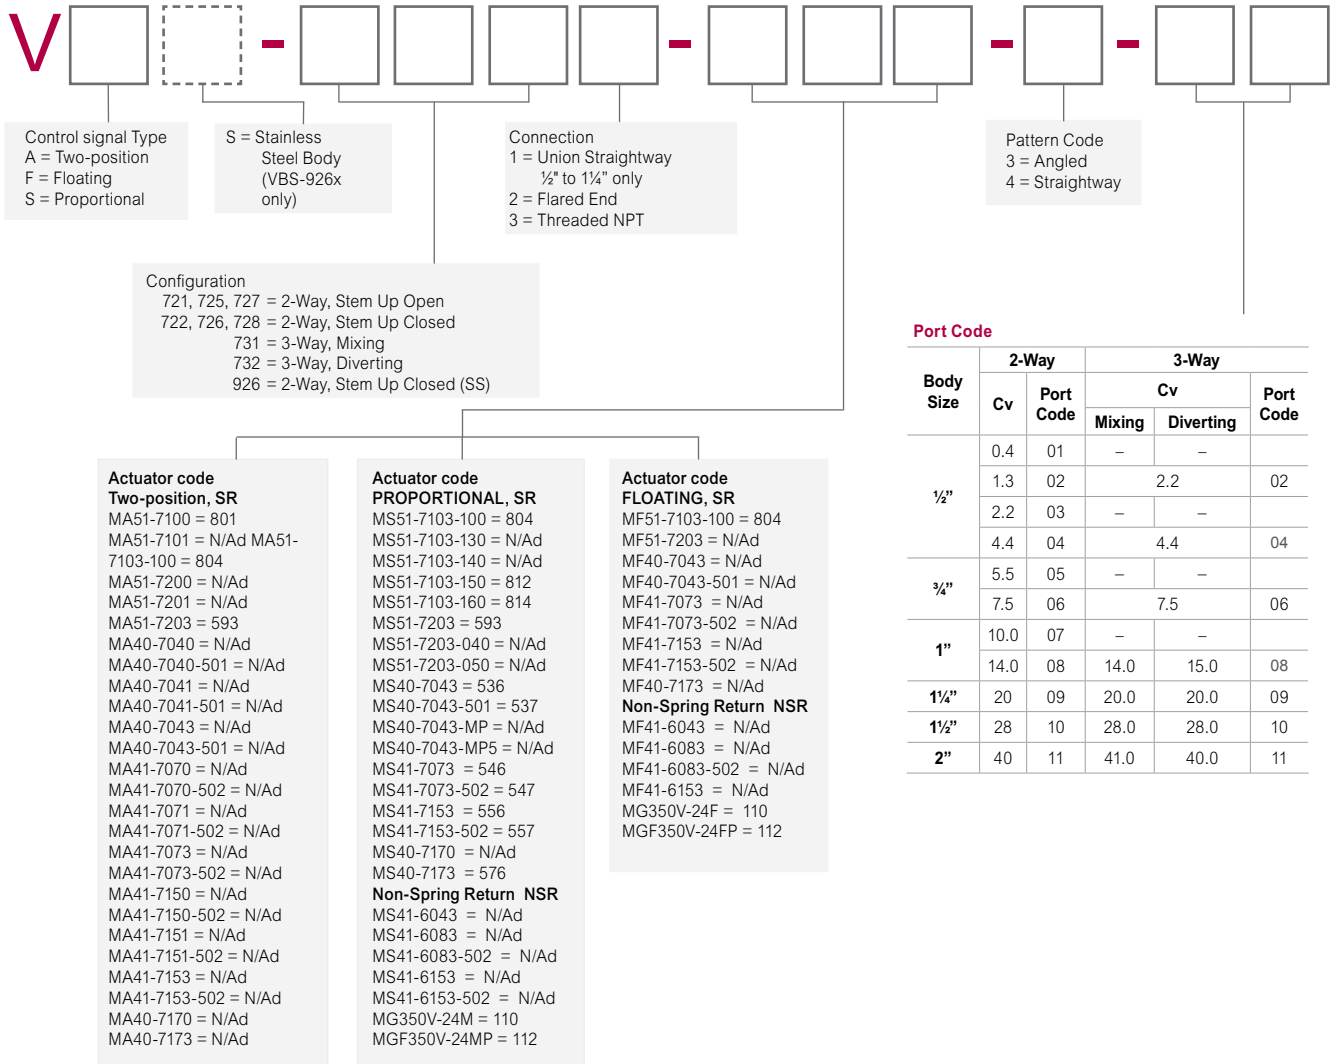 V
Control signal Type
A = Two-position
F = Floating
S = Proportional
S = Stainless
Steel Body
(VBS-926x
only)
Connection
1 = Union Straightway
½" to 1¼” only
2 = Flared End
3 = Threaded NPT
Pattern Code
3 = Angled
4 = Straightway
Configuration
721, 725, 727 = 2-Way, Stem Up Open
722, 726, 728 = 2-Way, Stem Up Closed
731 = 3-Way, Mixing
732 = 3-Way, Diverting
926 = 2-Way, Stem Up Closed (SS)
Actuator code
Two-position, SR
MA51-7100 = 801
MA51-7101 = N/Ad MA51-
7103-100 = 804
MA51-7200 = N/Ad
MA51-7201 = N/Ad
MA51-7203 = 593
MA40-7040 = N/Ad
MA40-7040-501 = N/Ad
MA40-7041 = N/Ad
MA40-7041-501 = N/Ad
MA40-7043 = N/Ad
MA40-7043-501 = N/Ad
MA41-7070 = N/Ad
MA41-7070-502 = N/Ad
MA41-7071 = N/Ad
MA41-7071-502 = N/Ad
MA41-7073 = N/Ad
MA41-7073-502 = N/Ad
MA41-7150 = N/Ad
MA41-7150-502 = N/Ad
MA41-7151 = N/Ad
MA41-7151-502 = N/Ad
MA41-7153 = N/Ad
MA41-7153-502 = N/Ad
MA40-7170 = N/Ad
MA40-7173 = N/Ad
Actuator code
PROPORTIONAL, SR
MS51-7103-100 = 804
MS51-7103-130 = N/Ad
MS51-7103-140 = N/Ad
MS51-7103-150 = 812
MS51-7103-160 = 814
MS51-7203 = 593
MS51-7203-040 = N/Ad
MS51-7203-050 = N/Ad
MS40-7043 = 536
MS40-7043-501 = 537
MS40-7043-MP = N/Ad
MS40-7043-MP5 = N/Ad
MS41-7073 = 546
MS41-7073-502 = 547
MS41-7153 = 556
MS41-7153-502 = 557
MS40-7170 = N/Ad
MS40-7173 = 576
Non-Spring Return NSR
MS41-6043 = N/Ad
MS41-6083 = N/Ad
MS41-6083-502 = N/Ad
MS41-6153 = N/Ad
MS41-6153-502 = N/Ad
MG350V-24M = 110
MGF350V-24MP = 112
Actuator code
FLOATING, SR
MF51-7103-100 = 804
MF51-7203 = N/Ad
MF40-7043 = N/Ad
MF40-7043-501 = N/Ad
MF41-7073 = N/Ad
MF41-7073-502 = N/Ad
MF41-7153 = N/Ad
MF41-7153-502 = N/Ad
MF40-7173 = N/Ad
Non-Spring Return NSR
MF41-6043 = N/Ad
MF41-6083 = N/Ad
MF41-6083-502 = N/Ad
MF41-6153 = N/Ad
MG350V-24F = 110
MGF350V-24FP = 112
Port Code
Body Size 2-Way 3-Way
Cv Port Code Cv Port Code
Mixing Diverting
½” 0.4 01 – –
1.3 02 2.2 02
2.2 03 – –
4.4 04 4.4 04
¾” 5.5 05 – –
7.5 06 7.5 06
1” 10.0 07 – –
14.0 08 14.0 15.0 08
1¼” 20 09 20.0 20.0 09
1½” 28 10 28.0 28.0 10
2” 40 11 41.0 40.0 11